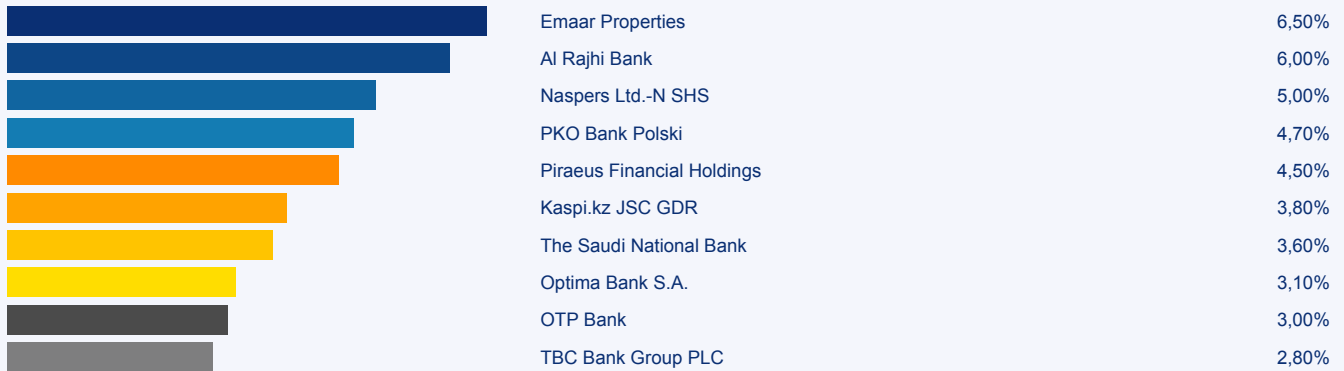 Emaar Properties 6,50%
Al Rajhi Bank 6,00%
Naspers Ltd.-N SHS 5,00%
PKO Bank Polski 4,70%
Piraeus Financial Holdings 4,50%
Kaspi.kz JSC GDR 3,80%
The Saudi National Bank 3,60%
Optima Bank S.A. 3,10%
OTP Bank 3,00%
TBC Bank Group PLC 2,80%